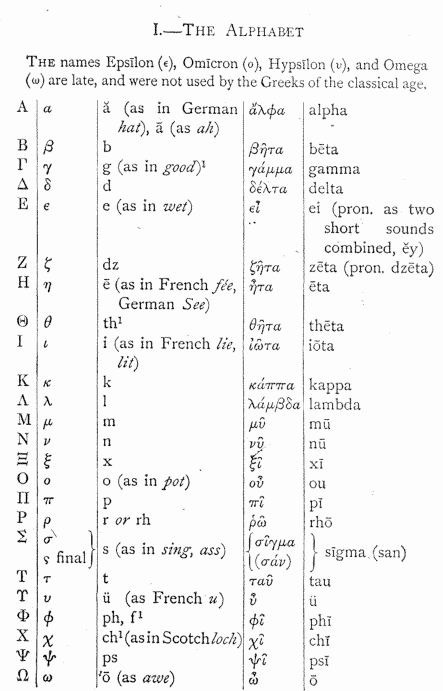 I.—The Alphabet
The names Epsīlon (ϵ), Omīcron (ο), Hypsīlon (υ), and Omega
(ω) are late, and were not used by the Greeks of the classical age.
Α α ă (as in German ἄλφα alpha
hat), ā (as ah)
Β β b βῆτα bēta
Γ γ g (as in good)¹ γάμμα gamma
Δ δ d δέλτα delta
Ε ϵ e (as in wet) εἶ ei (pron. as two
short sounds
combined, ĕy)
Ζ ζ dz ζῆτα zēta (pron. dzēta)
Η η ē (as in French fée, ἦτα ēta
German See)
Θ θ th¹ θῆτα thēta
Ι ι i (as in French lie, ἰῶτα iōta
lit)
Κ κ k κάππα kappa
Λ λ l λάμβδα lambda
Μ μ m μῦ mū
Ν ν n νῦ nū
Ξ ξ x ξῖ xī
Ο ο o (as in pot) οὖ ou
Π π p πῖ pī
Ρ ρ r or rh ῥῶ rhō
Σ σ σῖγμα
ς final } s (as in sing, ass) { (σάν) } sīgma (san)
Τ τ t ταῦ tau
Υ υ ü (as French u) ὖ ü
Φ ϕ ph, f¹ ϕῖ phī
Χ χ ch¹ (as in Scotch loch) χῖ chī
Ψ ψ ps ψῖ psī
Ω ω ō (as awe) ὦ ō